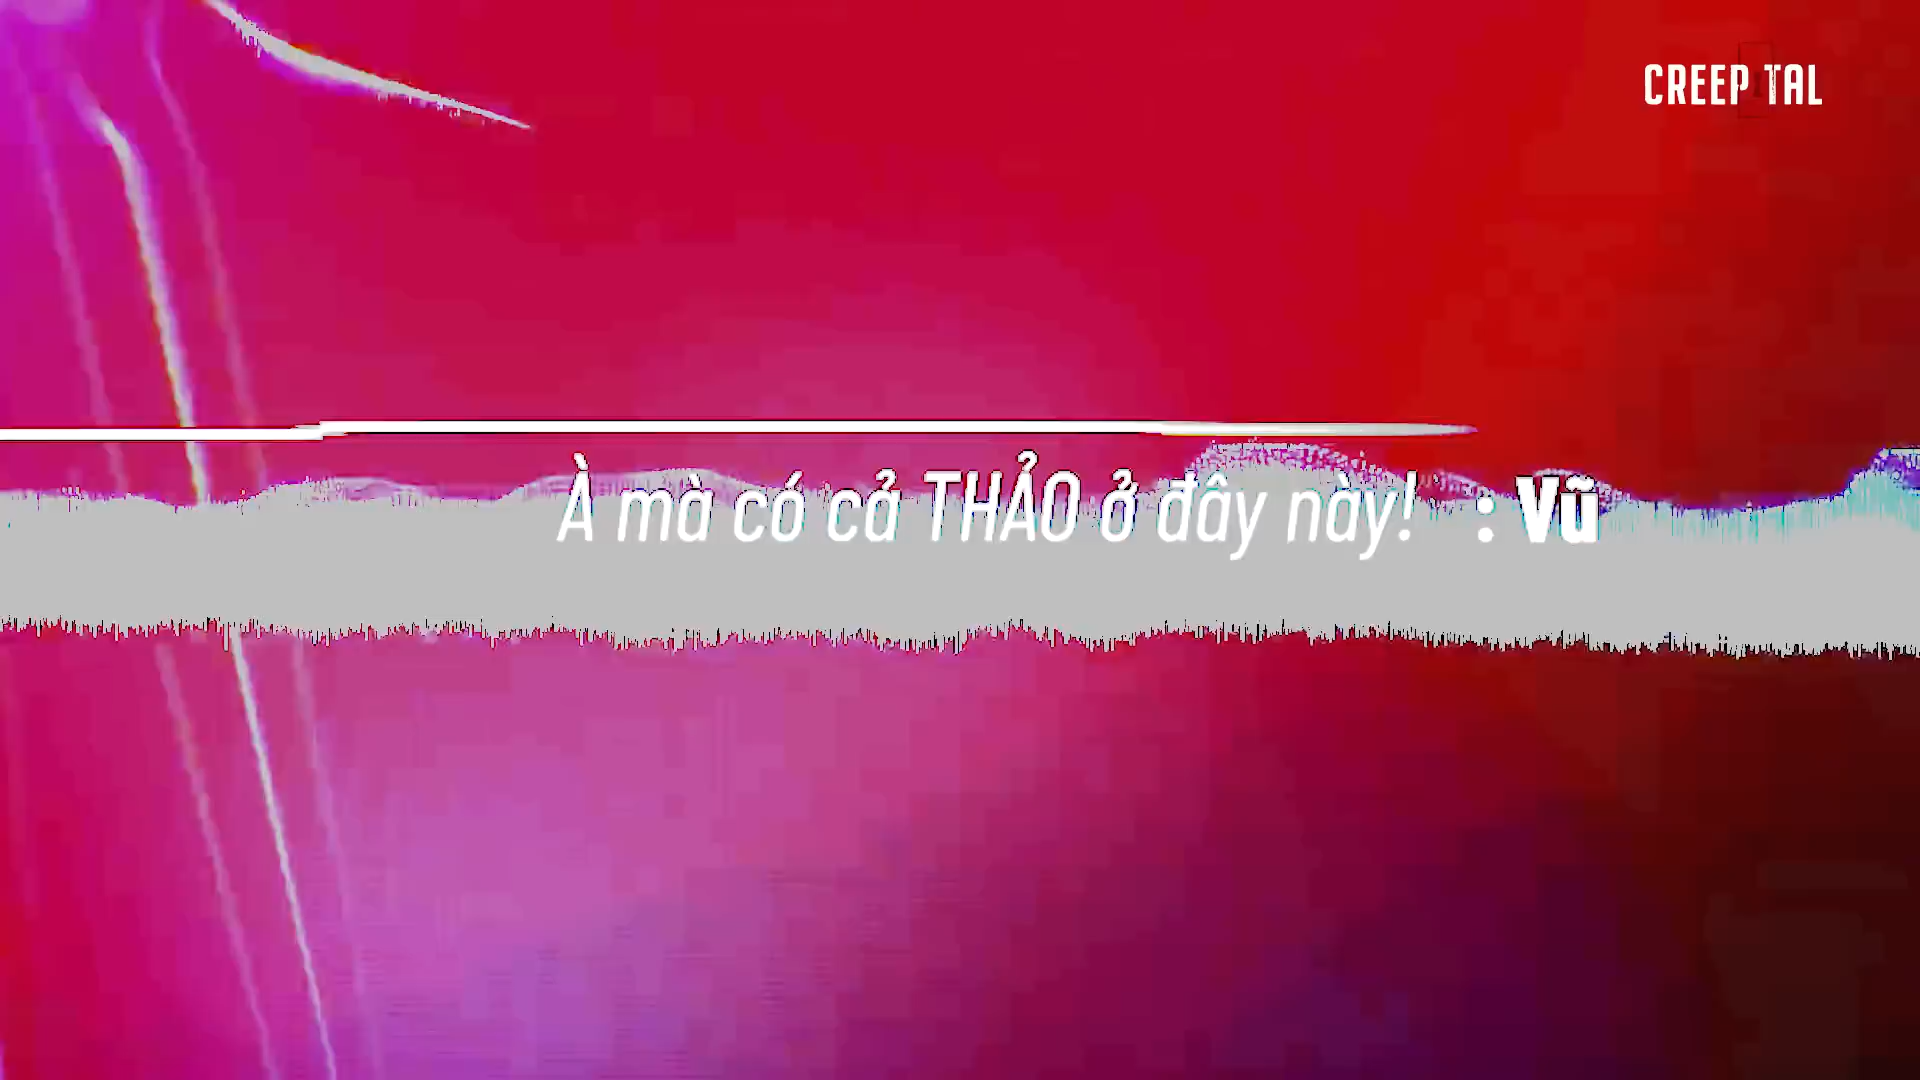 CREEP TAL
À mà có cả THẢO ở đây này! : Vũ